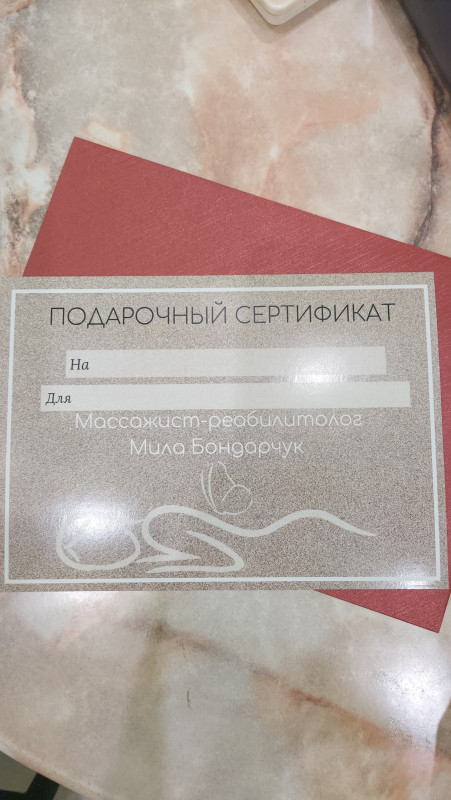 ПОДАРОЧНЫЙ СЕРТИФИКАТ
На
Для
Массажист-реабилитолог
Мила Бондарчук